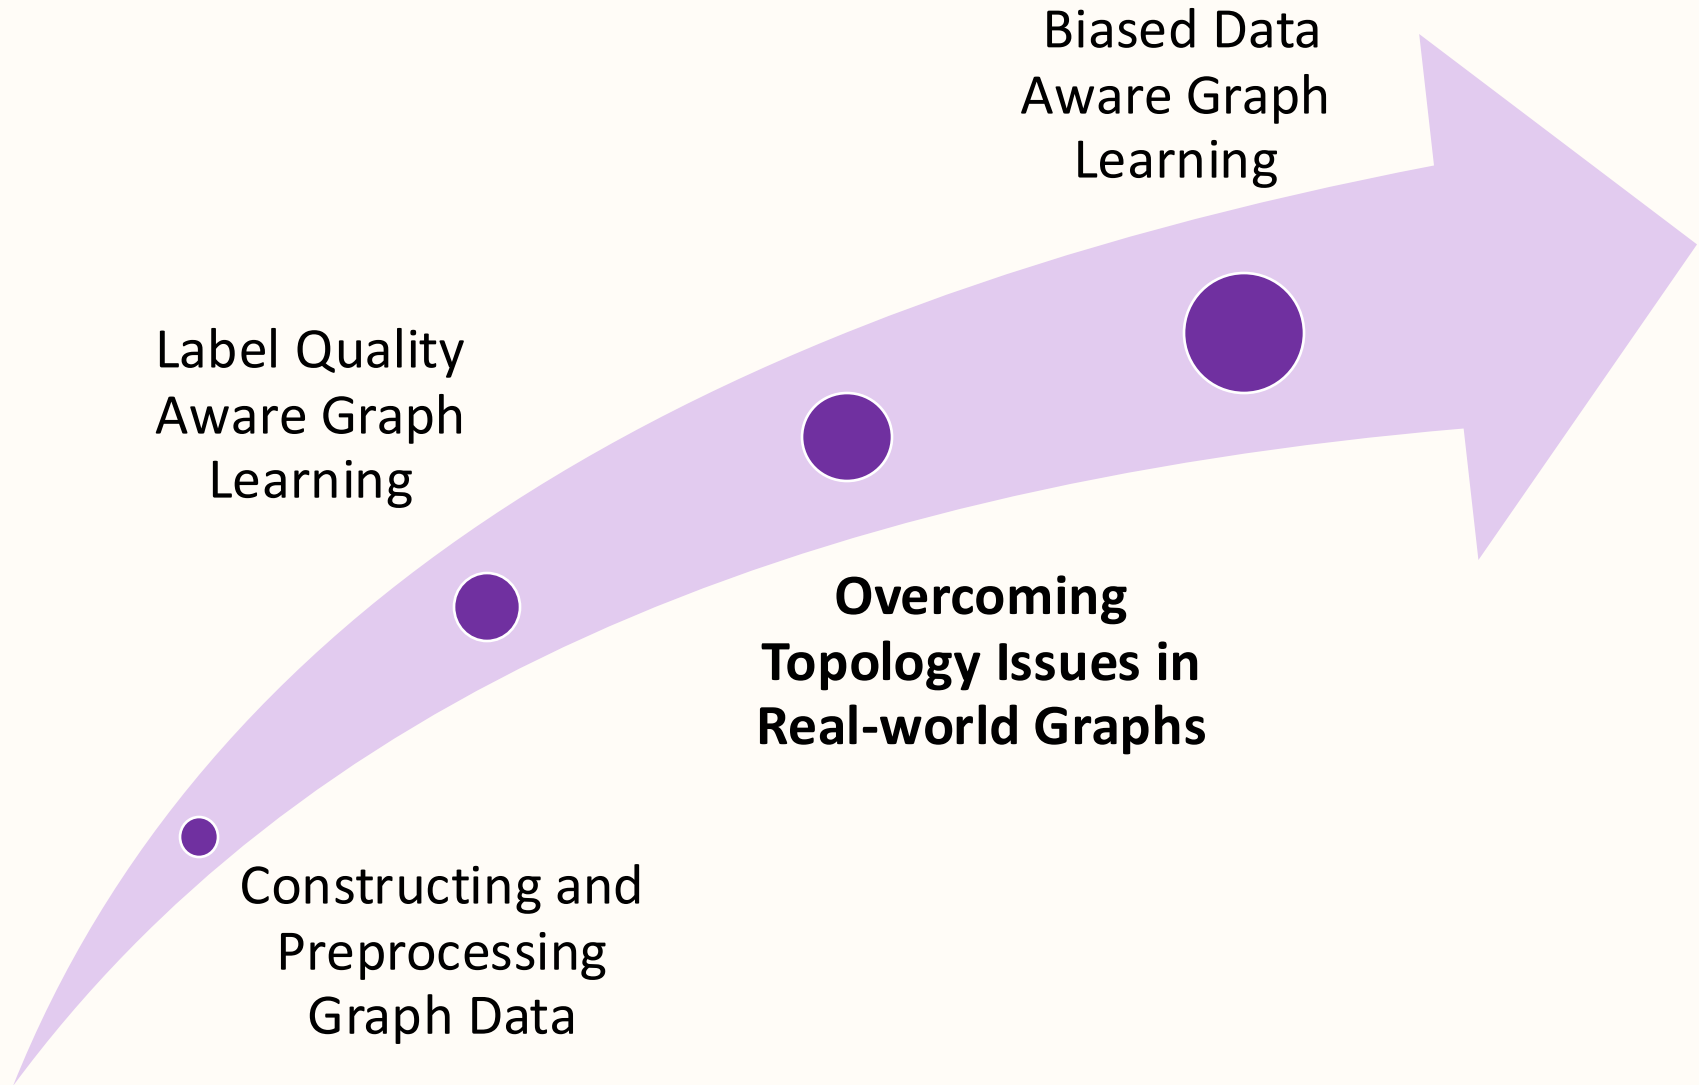 Biased Data
Aware Graph
Learning
Label Quality
Aware Graph
Learning
Overcoming
Topology Issues in
Real-world Graphs
Constructing and
Preprocessing
Graph Data